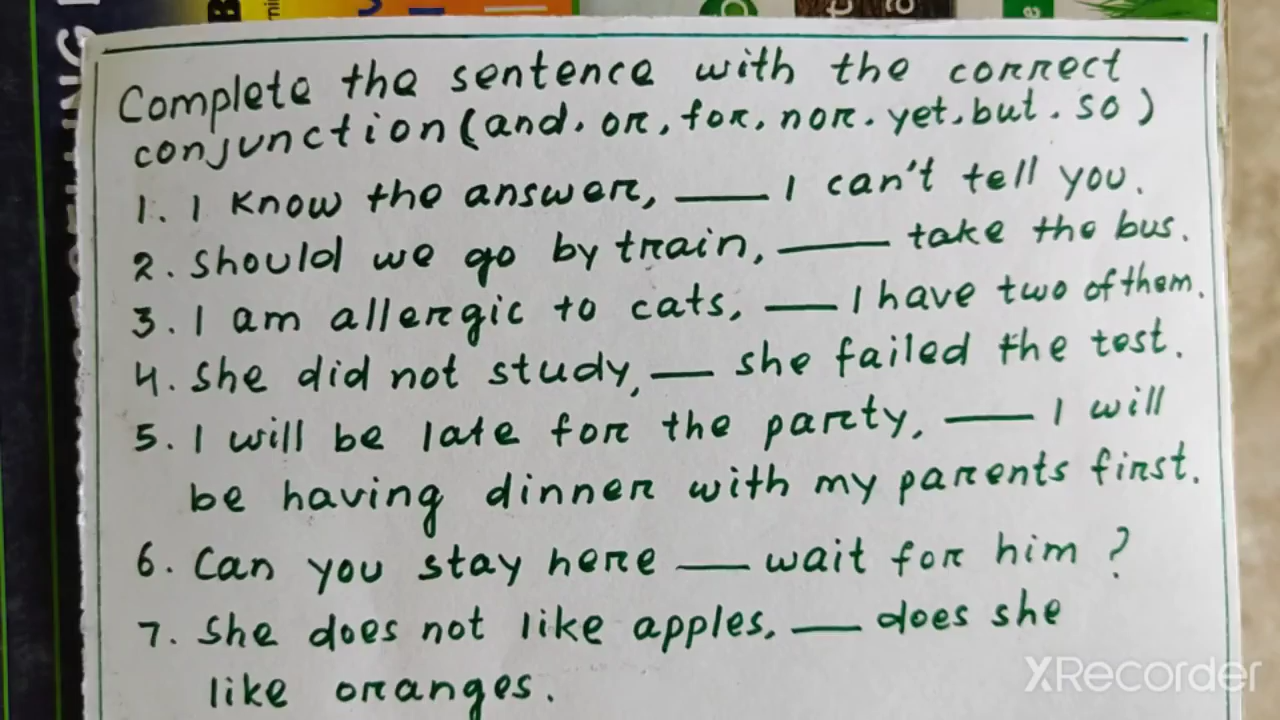 Complete the sentence with the correct
conjunction (and. or, for, nor. yet, but. so)
1. I know the answer, ___ I can't tell you.
2. Should we go by train, ___ take the bus.
3. I am allergic to cats, ___ I have two of them.
4. She did not study, ___ she failed the test.
5. I will be late for the party, ___ I will
be having dinner with my parents first.
6. Can you stay here ___ wait for him ?
7. She does not like apples, ___ does she
like oranges.
XRecorder